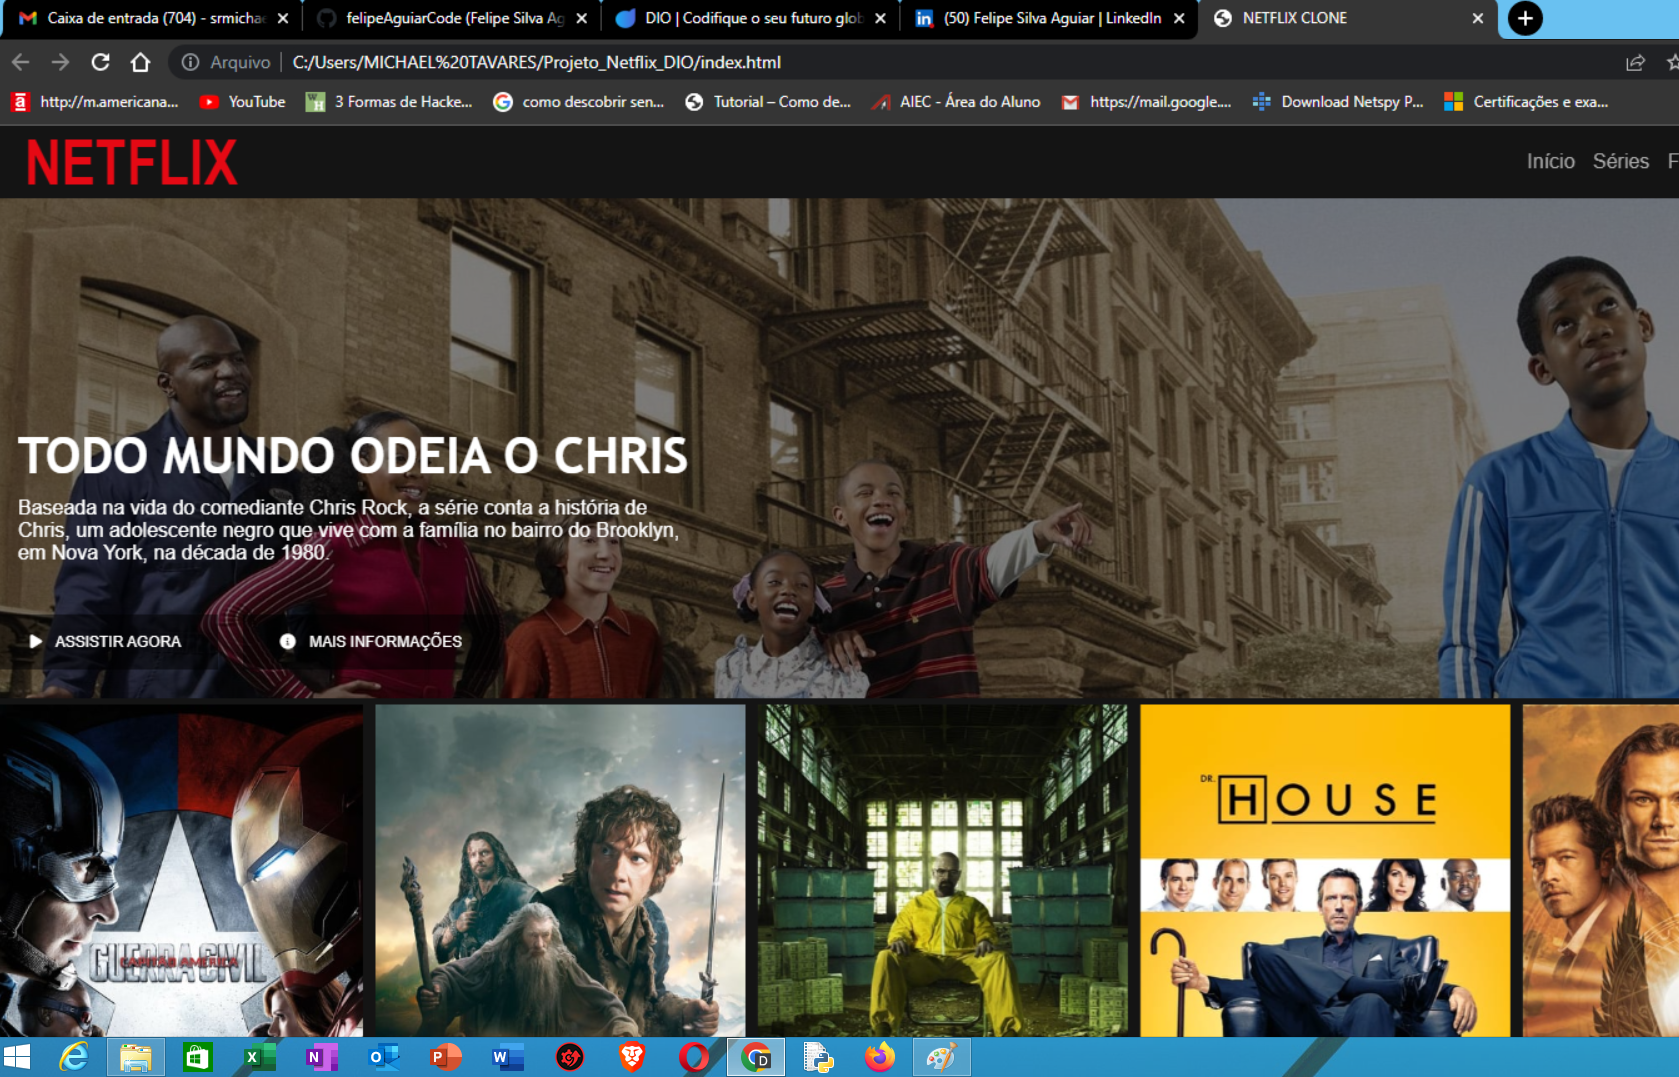 Caixa de entrada (704) - srmichae
felipeAguiarCode (Felipe Silva Ag
DIO | Codifique o seu futuro glob
(50) Felipe Silva Aguiar | LinkedIn
NETFLIX CLONE
Arquivo | C:/Users/MICHAEL%20TAVARES/Projeto_Netflix_DIO/index.html
http://m.americana...
YouTube
3 Formas de Hacke...
como descobrir sen...
Tutorial – Como de...
AIEC - Área do Aluno
https://mail.google....
Download Netspy P...
Certificações e exa...
NETFLIX
Início Séries F
TODO MUNDO ODEIA O CHRIS
Baseada na vida do comediante Chris Rock, a série conta a história de
Chris, um adolescente negro que vive com a família no bairro do Brooklyn,
em Nova York, na década de 1980.
ASSISTIR AGORA
MAIS INFORMAÇÕES
GUERRA CIVIL
CAPITÃO AMÉRICA
DR.
HOUSE